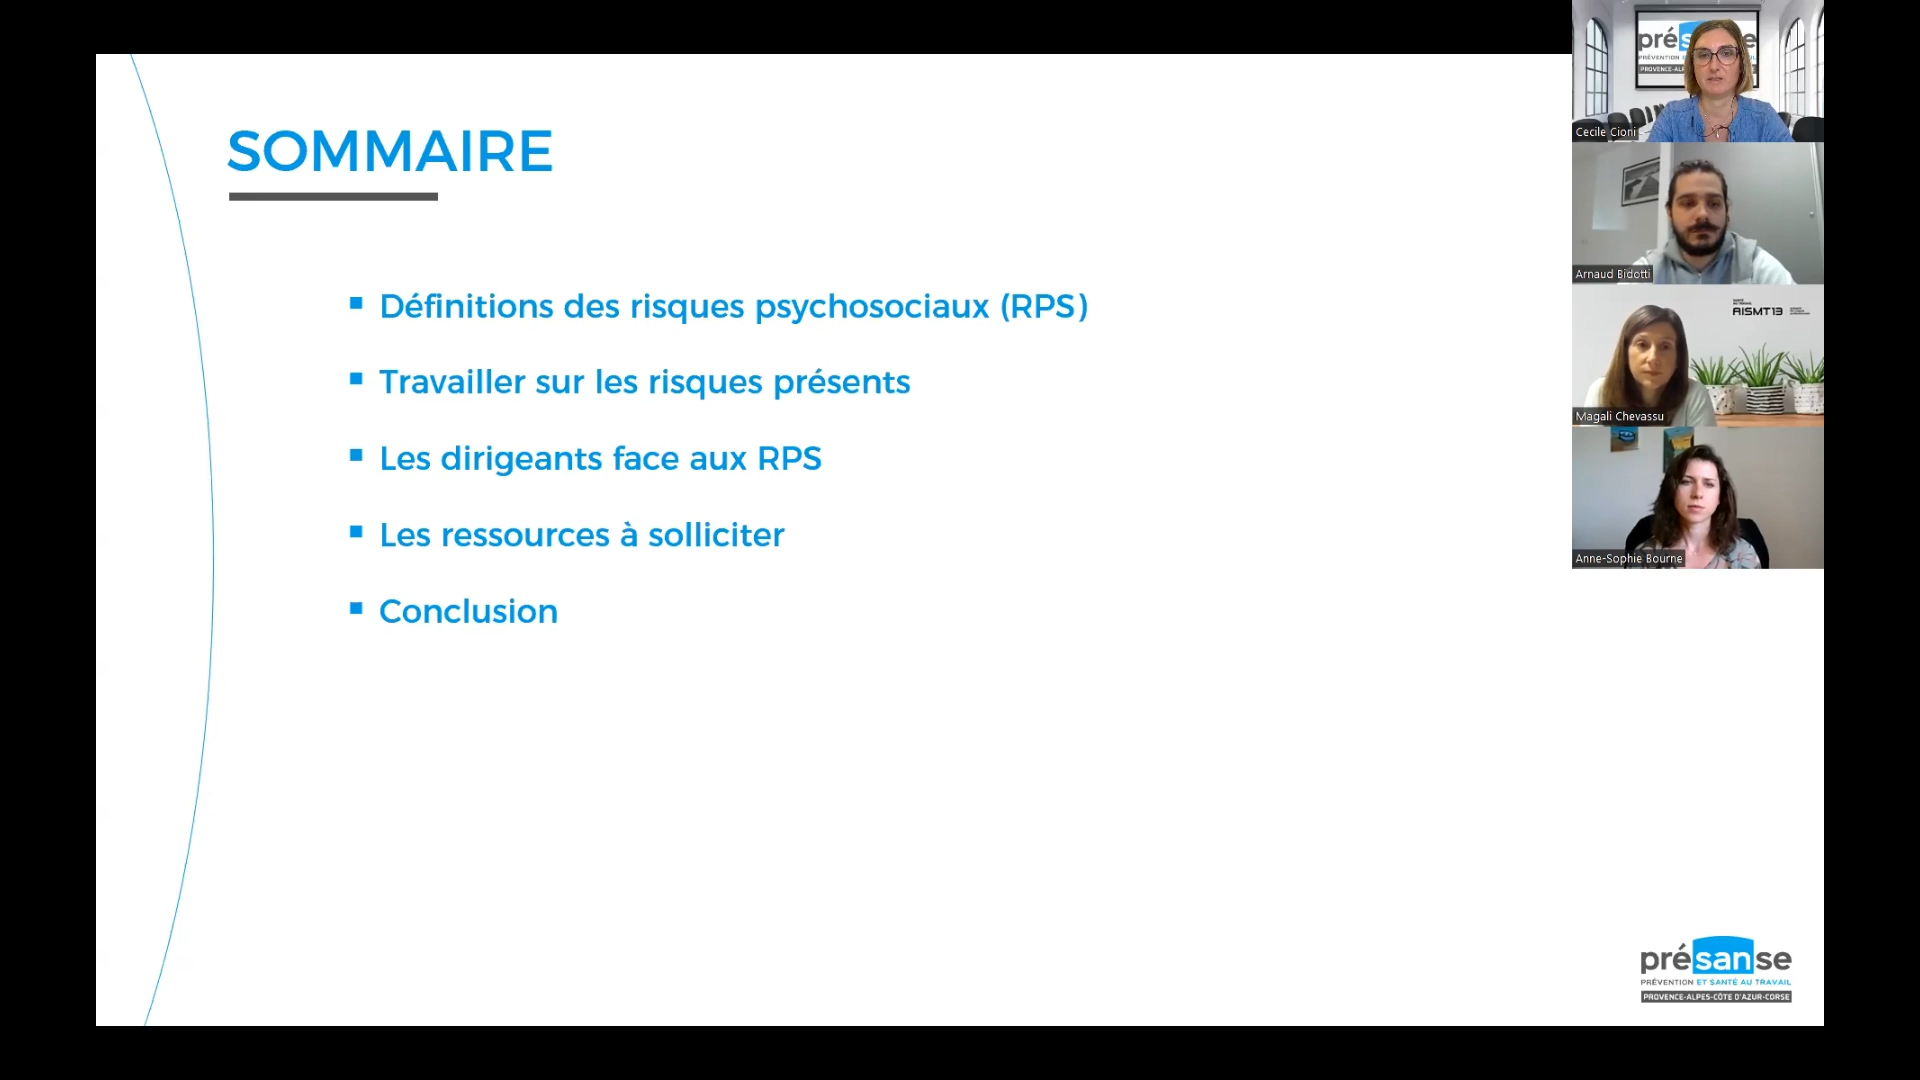 SOMMAIRE
Définitions des risques psychosociaux (RPS)
Travailler sur les risques présents
Les dirigeants face aux RPS
Les ressources à solliciter
Conclusion
présanse
PRÉVENTION ET SANTÉ AU TRAVAIL
PROVENCE-ALPES-CÔTE D'AZUR-CORSE
Cecile Cioni
Arnaud Bidotti
AISMT13
Magali Chevassu
Anne-Sophie Bourne